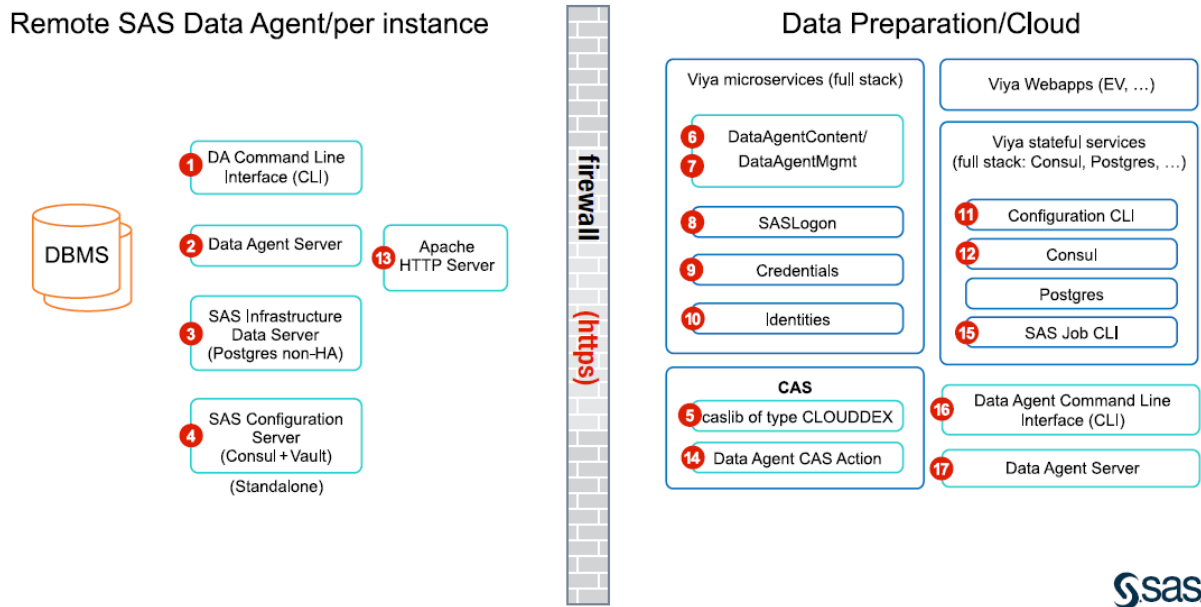 Remote SAS Data Agent/per instance
DBMS
1
DA Command Line
Interface (CLI)
2
Data Agent Server
13
Apache
HTTP Server
3
SAS Infrastructure
Data Server
(Postgres non-HA)
4
SAS Configuration
Server
(Consul + Vault)
(Standalone)
firewall
(https)
Data Preparation/Cloud
Viya microservices (full stack)
6
DataAgentContent/
7
DataAgentMgmt
8
SASLogon
9
Credentials
10
Identities
CAS
5
caslib of type CLOUDDEX
14
Data Agent CAS Action
Viya Webapps (EV, ...)
Viya stateful services
(full stack: Consul, Postgres, ...)
11
Configuration CLI
12
Consul
Postgres
15
SAS Job CLI
16
Data Agent Command Line
Interface (CLI)
17
Data Agent Server
sas